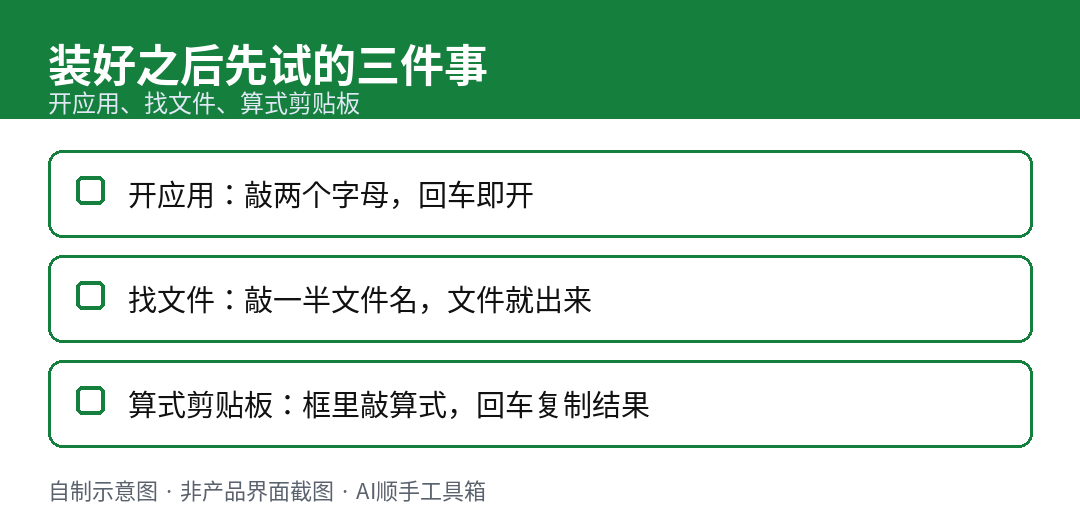 装好之后先试的三件事
开应用、找文件、算式剪贴板
开应用：敲两个字母，回车即开
找文件：敲一半文件名，文件就出来
算式剪贴板：框里敲算式，回车复制结果
自制示意图 · 非产品界面截图 · AI顺手工具箱